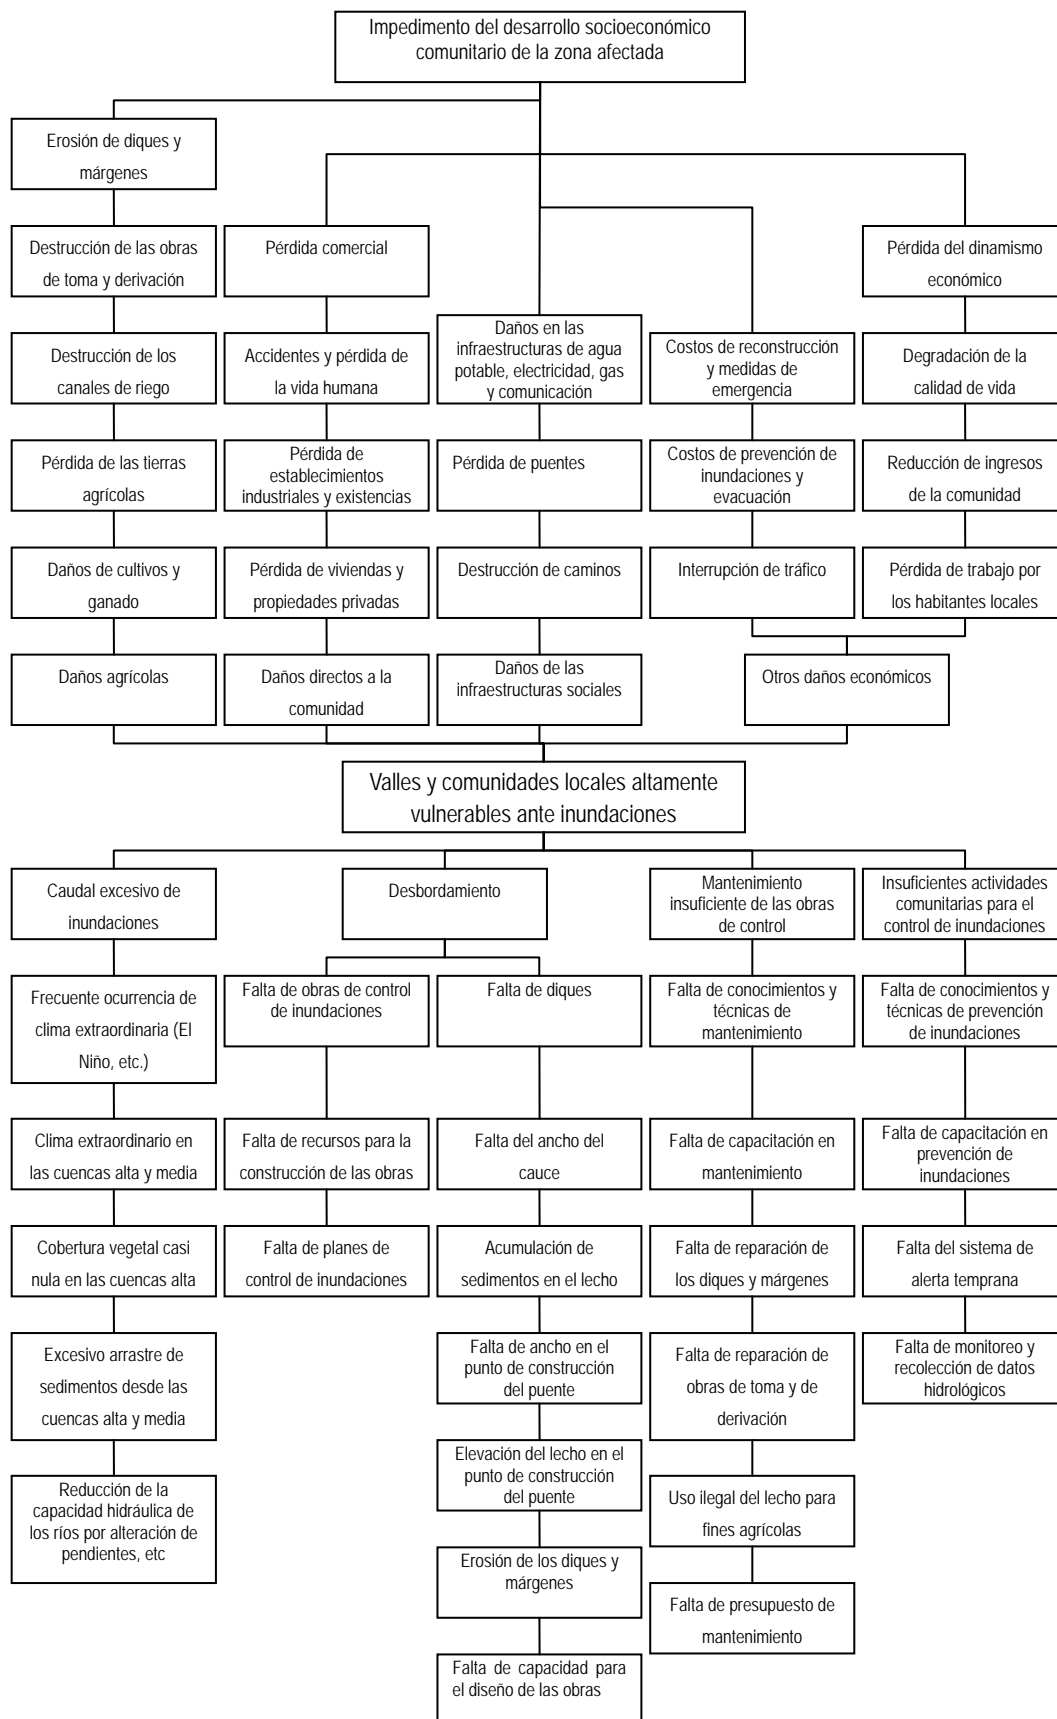 Impedimento del desarrollo socioeconómico
comunitario de la zona afectada
Erosión de diques y
márgenes
Destrucción de las obras
de toma y derivación
Pérdida comercial
Pérdida del dinamismo
económico
Destrucción de los
canales de riego
Accidentes y pérdida de
la vida humana
Daños en las
infraestructuras de agua
potable, electricidad, gas
y comunicación
Costos de reconstrucción
y medidas de
emergencia
Degradación de la
calidad de vida
Pérdida de las tierras
agrícolas
Pérdida de
establecimientos
industriales y existencias
Pérdida de puentes
Costos de prevención de
inundaciones y
evacuación
Reducción de ingresos
de la comunidad
Daños de cultivos y
ganado
Pérdida de viviendas y
propiedades privadas
Destrucción de caminos
Interrupción de tráfico
Pérdida de trabajo por
los habitantes locales
Daños agrícolas
Daños directos a la
comunidad
Daños de las
infraestructuras sociales
Otros daños económicos
Valles y comunidades locales altamente
vulnerables ante inundaciones
Caudal excesivo de
inundaciones
Desbordamiento
Mantenimiento
insuficiente de las obras
de control
Insuficientes actividades
comunitarias para el
control de inundaciones
Frecuente ocurrencia de
clima extraordinaria (El
Niño, etc.)
Falta de obras de control
de inundaciones
Falta de diques
Falta de conocimientos y
técnicas de
mantenimiento
Falta de conocimientos y
técnicas de prevención
de inundaciones
Clima extraordinario en
las cuencas alta y media
Falta de recursos para la
construcción de las obras
Falta del ancho del
cauce
Falta de capacitación en
mantenimiento
Falta de capacitación en
prevención de
inundaciones
Cobertura vegetal casi
nula en las cuencas alta
Falta de planes de
control de inundaciones
Acumulación de
sedimentos en el lecho
Falta de reparación de
los diques y márgenes
Falta del sistema de
alerta temprana
Excesivo arrastre de
sedimentos desde las
cuencas alta y media
Falta de ancho en el
punto de construcción
del puente
Falta de reparación de
obras de toma y de
derivación
Falta de monitoreo y
recolección de datos
hidrológicos
Reducción de la
capacidad hidráulica de
los ríos por alteración de
pendientes, etc
Elevación del lecho en el
punto de construcción
del puente
Uso ilegal del lecho para
fines agrícolas
Erosión de los diques y
márgenes
Falta de presupuesto de
mantenimiento
Falta de capacidad para
el diseño de las obras